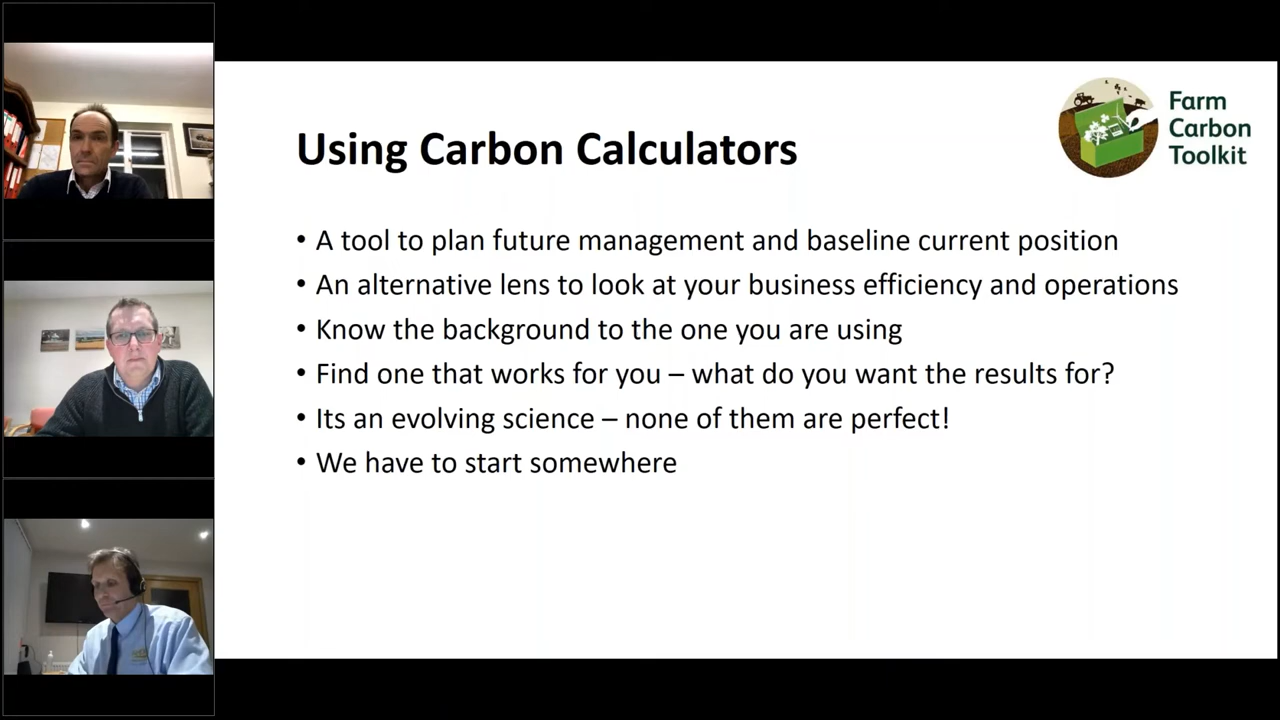 Using Carbon Calculators
Farm
Carbon
Toolkit
• A tool to plan future management and baseline current position
• An alternative lens to look at your business efficiency and operations
• Know the background to the one you are using
• Find one that works for you – what do you want the results for?
• Its an evolving science – none of them are perfect!
• We have to start somewhere